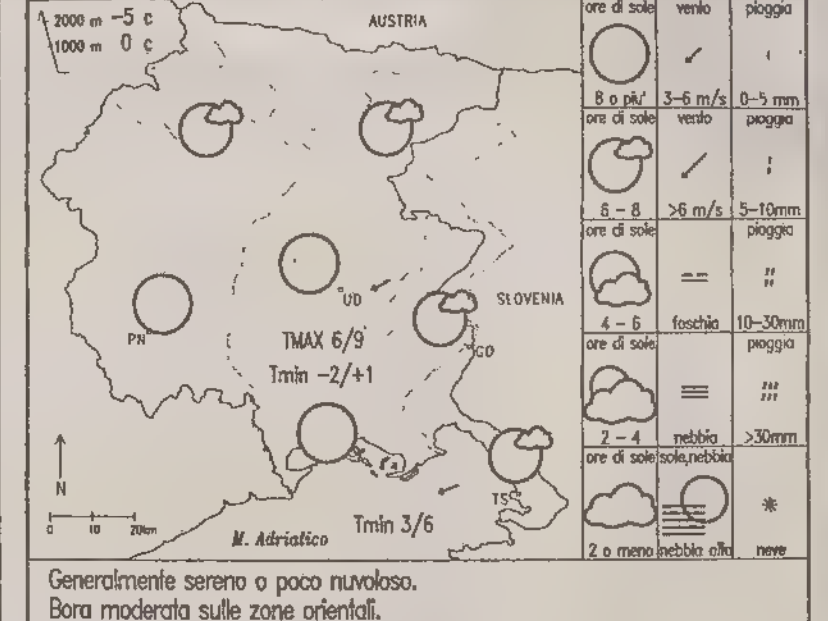 2000 m -5 c
1000 m 0 c
AUSTRIA
SLOVENIA
UD
PN
GO
TMAX 6/9
Tmin -2/+1
N
0 10 20km
TS
M. Adriatico
Tmin 3/6
ore di sole vento pioggia
8 o piu' 3-6 m/s 0-5 mm
ore di sole vento pioggia
6 - 8 >6 m/s 5-10mm
ore di sole pioggia
4 - 6 foschia 10-30mm
ore di sole pioggia
2 - 4 nebbia >30mm
ore di sole sole,nebbia
2 o meno nebbia alta neve
Generalmente sereno o poco nuvoloso.
Bora moderata sulle zone orientali.